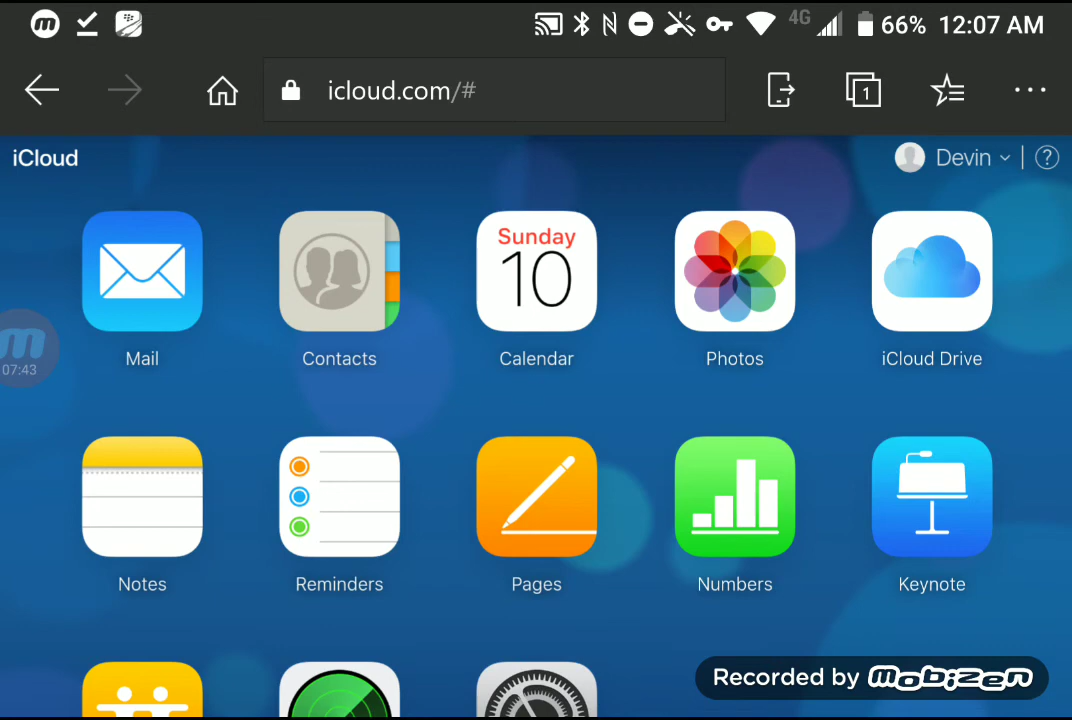 4G 66% 12:07 AM
icloud.com/#
1
iCloud
Devin
?
Sunday
10
m
07:43
Mail
Contacts
Calendar
Photos
iCloud Drive
Notes
Reminders
Pages
Numbers
Keynote
Recorded by mobizen